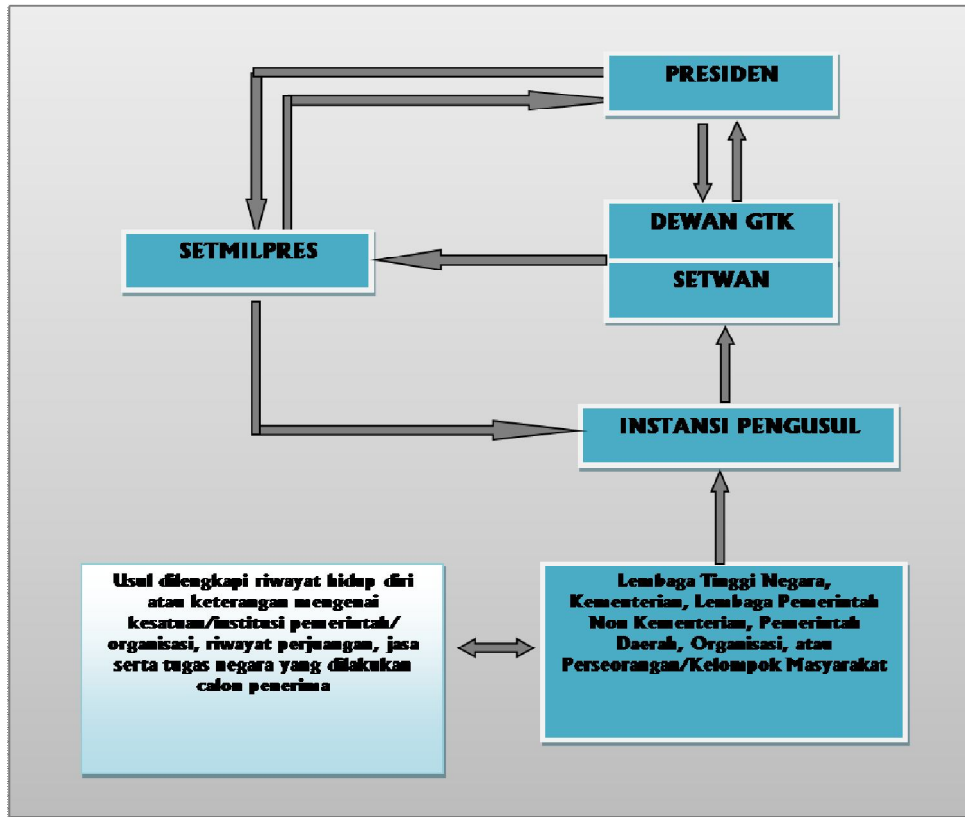 PRESIDEN
DEWAN GTK
SETMILPRES
SETWAN
INSTANSI PENGUSUL
Usul dilengkapi riwayat hidup diri
atau keterangan mengenai
kesatuan/institusi pemerintah/
organisasi, riwayat perjuangan, jasa
serta tugas negara yang dilakukan
calon penerima
Lembaga Tinggi Negara,
Kementerian, Lembaga Pemerintah
Non Kementerian, Pemerintah
Daerah, Organisasi, atau
Perseorangan/Kelompok Masyarakat